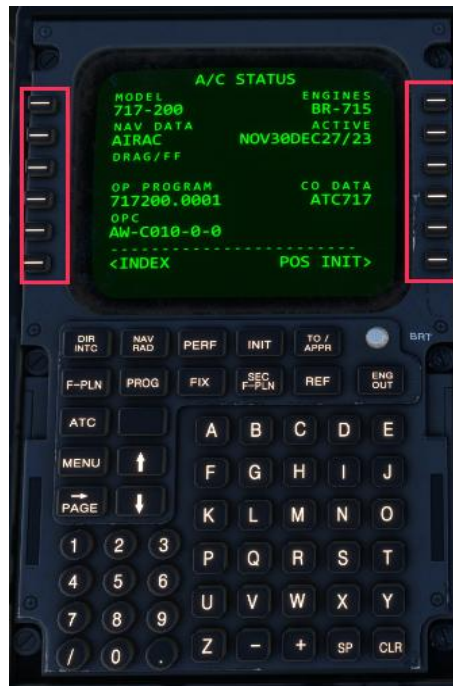 A/C STATUS
MODEL ENGINES
717-200 BR-715
NAV DATA ACTIVE
AIRAC NOV30DEC27/23
DRAG/FF
OP PROGRAM CO DATA
717200.0001 ATC717
OPC
AW-C010-0-0
<INDEX POS INIT>
DIR INTC NAV RAD PERF INIT TO / APPR BRT
F-PLN PROG FIX SEC F-PLN REF ENG OUT
ATC
MENU ↑
→ PAGE ↓
A B C D E
F G H I J
K L M N O
P Q R S T
U V W X Y
Z - + SP CLR
1 2 3
4 5 6
7 8 9
/ 0 .